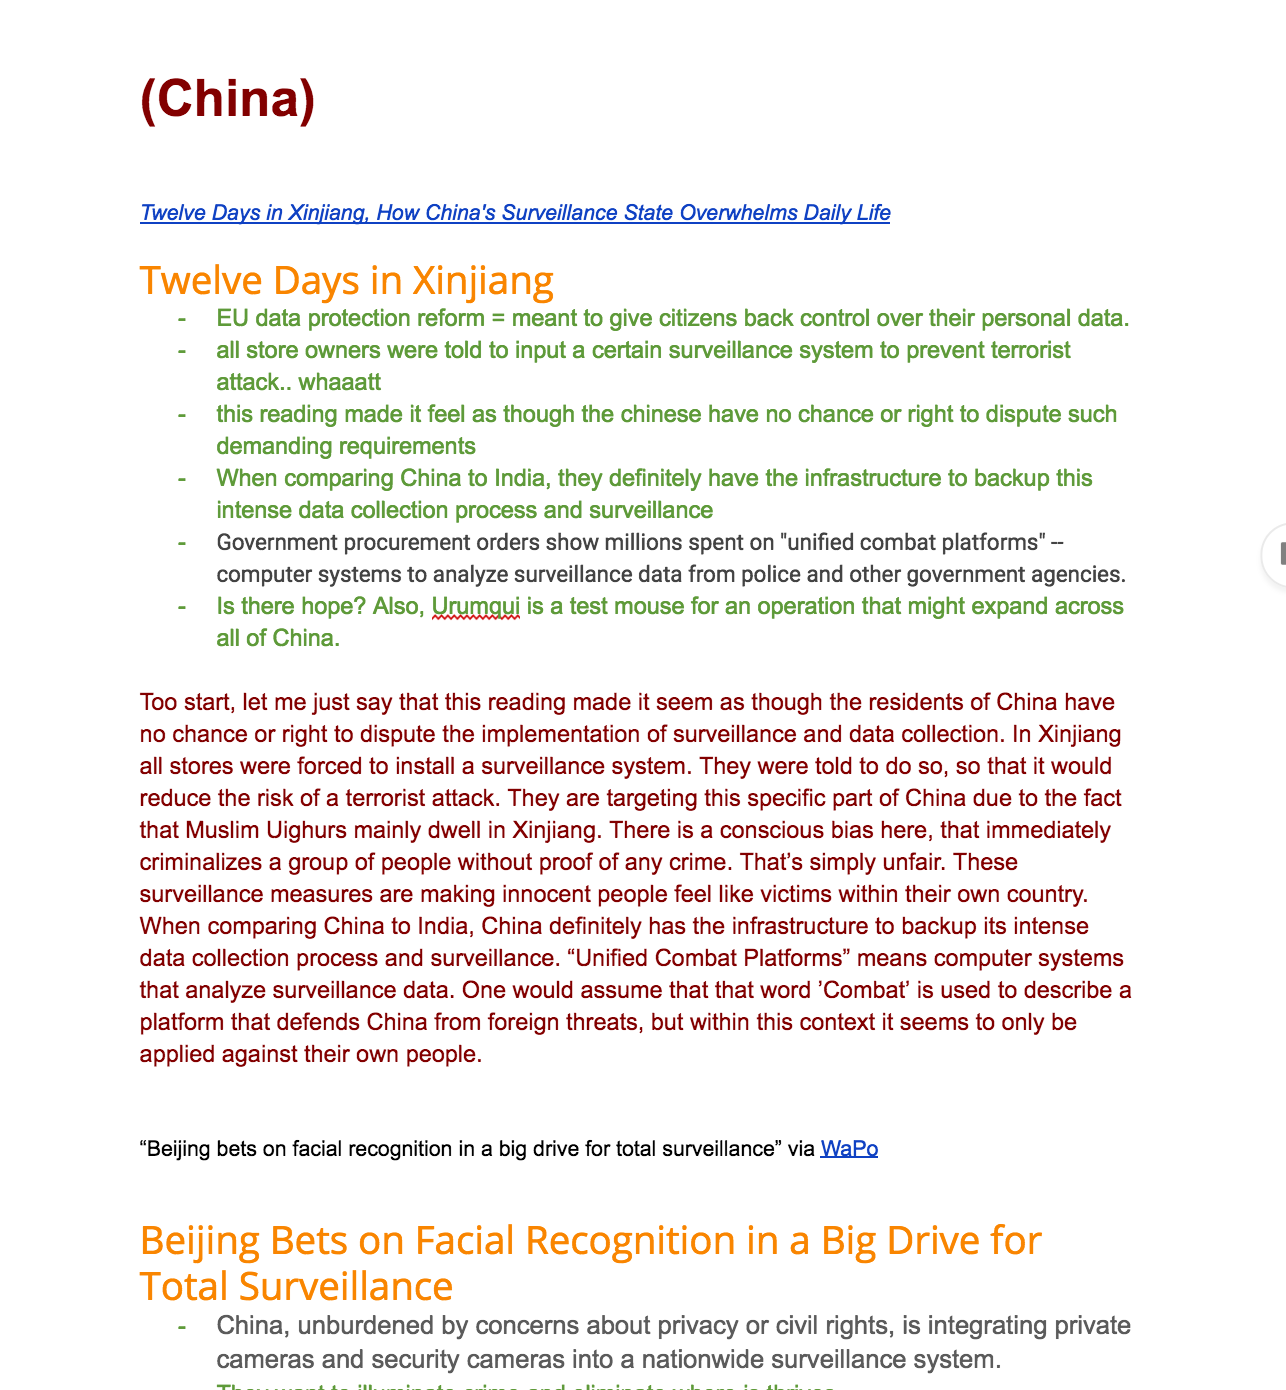 (China)
Twelve Days in Xinjiang, How China's Surveillance State Overwhelms Daily Life
Twelve Days in Xinjiang
- EU data protection reform = meant to give citizens back control over their personal data.
- all store owners were told to input a certain surveillance system to prevent terrorist
attack.. whaaatt
- this reading made it feel as though the chinese have no chance or right to dispute such
demanding requirements
- When comparing China to India, they definitely have the infrastructure to backup this
intense data collection process and surveillance
- Government procurement orders show millions spent on "unified combat platforms" --
computer systems to analyze surveillance data from police and other government agencies.
- Is there hope? Also, Urumqui is a test mouse for an operation that might expand across
all of China.
Too start, let me just say that this reading made it seem as though the residents of China have
no chance or right to dispute the implementation of surveillance and data collection. In Xinjiang
all stores were forced to install a surveillance system. They were told to do so, so that it would
reduce the risk of a terrorist attack. They are targeting this specific part of China due to the fact
that Muslim Uighurs mainly dwell in Xinjiang. There is a conscious bias here, that immediately
criminalizes a group of people without proof of any crime. That’s simply unfair. These
surveillance measures are making innocent people feel like victims within their own country.
When comparing China to India, China definitely has the infrastructure to backup its intense
data collection process and surveillance. “Unified Combat Platforms” means computer systems
that analyze surveillance data. One would assume that that word ’Combat’ is used to describe a
platform that defends China from foreign threats, but within this context it seems to only be
applied against their own people.
“Beijing bets on facial recognition in a big drive for total surveillance” via WaPo
Beijing Bets on Facial Recognition in a Big Drive for
Total Surveillance
- China, unburdened by concerns about privacy or civil rights, is integrating private
cameras and security cameras into a nationwide surveillance system.
They want to illuminate crime and eliminate where is thrives